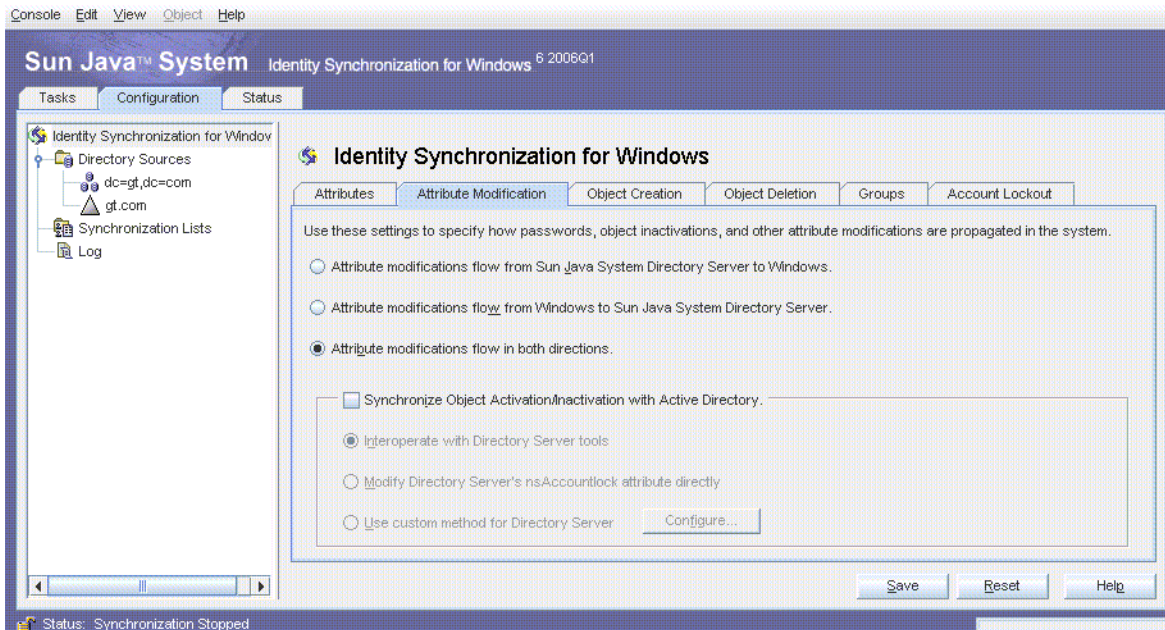 Console Edit View Object Help
Sun Java™ System Identity Synchronization for Windows 6 2006Q1
Tasks Configuration Status
Identity Synchronization for Window
Directory Sources
dc=gt,dc=com
gt.com
Synchronization Lists
Log
Identity Synchronization for Windows
Attributes Attribute Modification Object Creation Object Deletion Groups Account Lockout
Use these settings to specify how passwords, object inactivations, and other attribute modifications are propagated in the system.
Attribute modifications flow from Sun Java System Directory Server to Windows.
Attribute modifications flow from Windows to Sun Java System Directory Server.
Attribute modifications flow in both directions.
Synchronize Object Activation/Inactivation with Active Directory.
Interoperate with Directory Server tools
Modify Directory Server's nsAccountlock attribute directly
Use custom method for Directory Server Configure...
Save Reset Help
Status: Synchronization Stopped